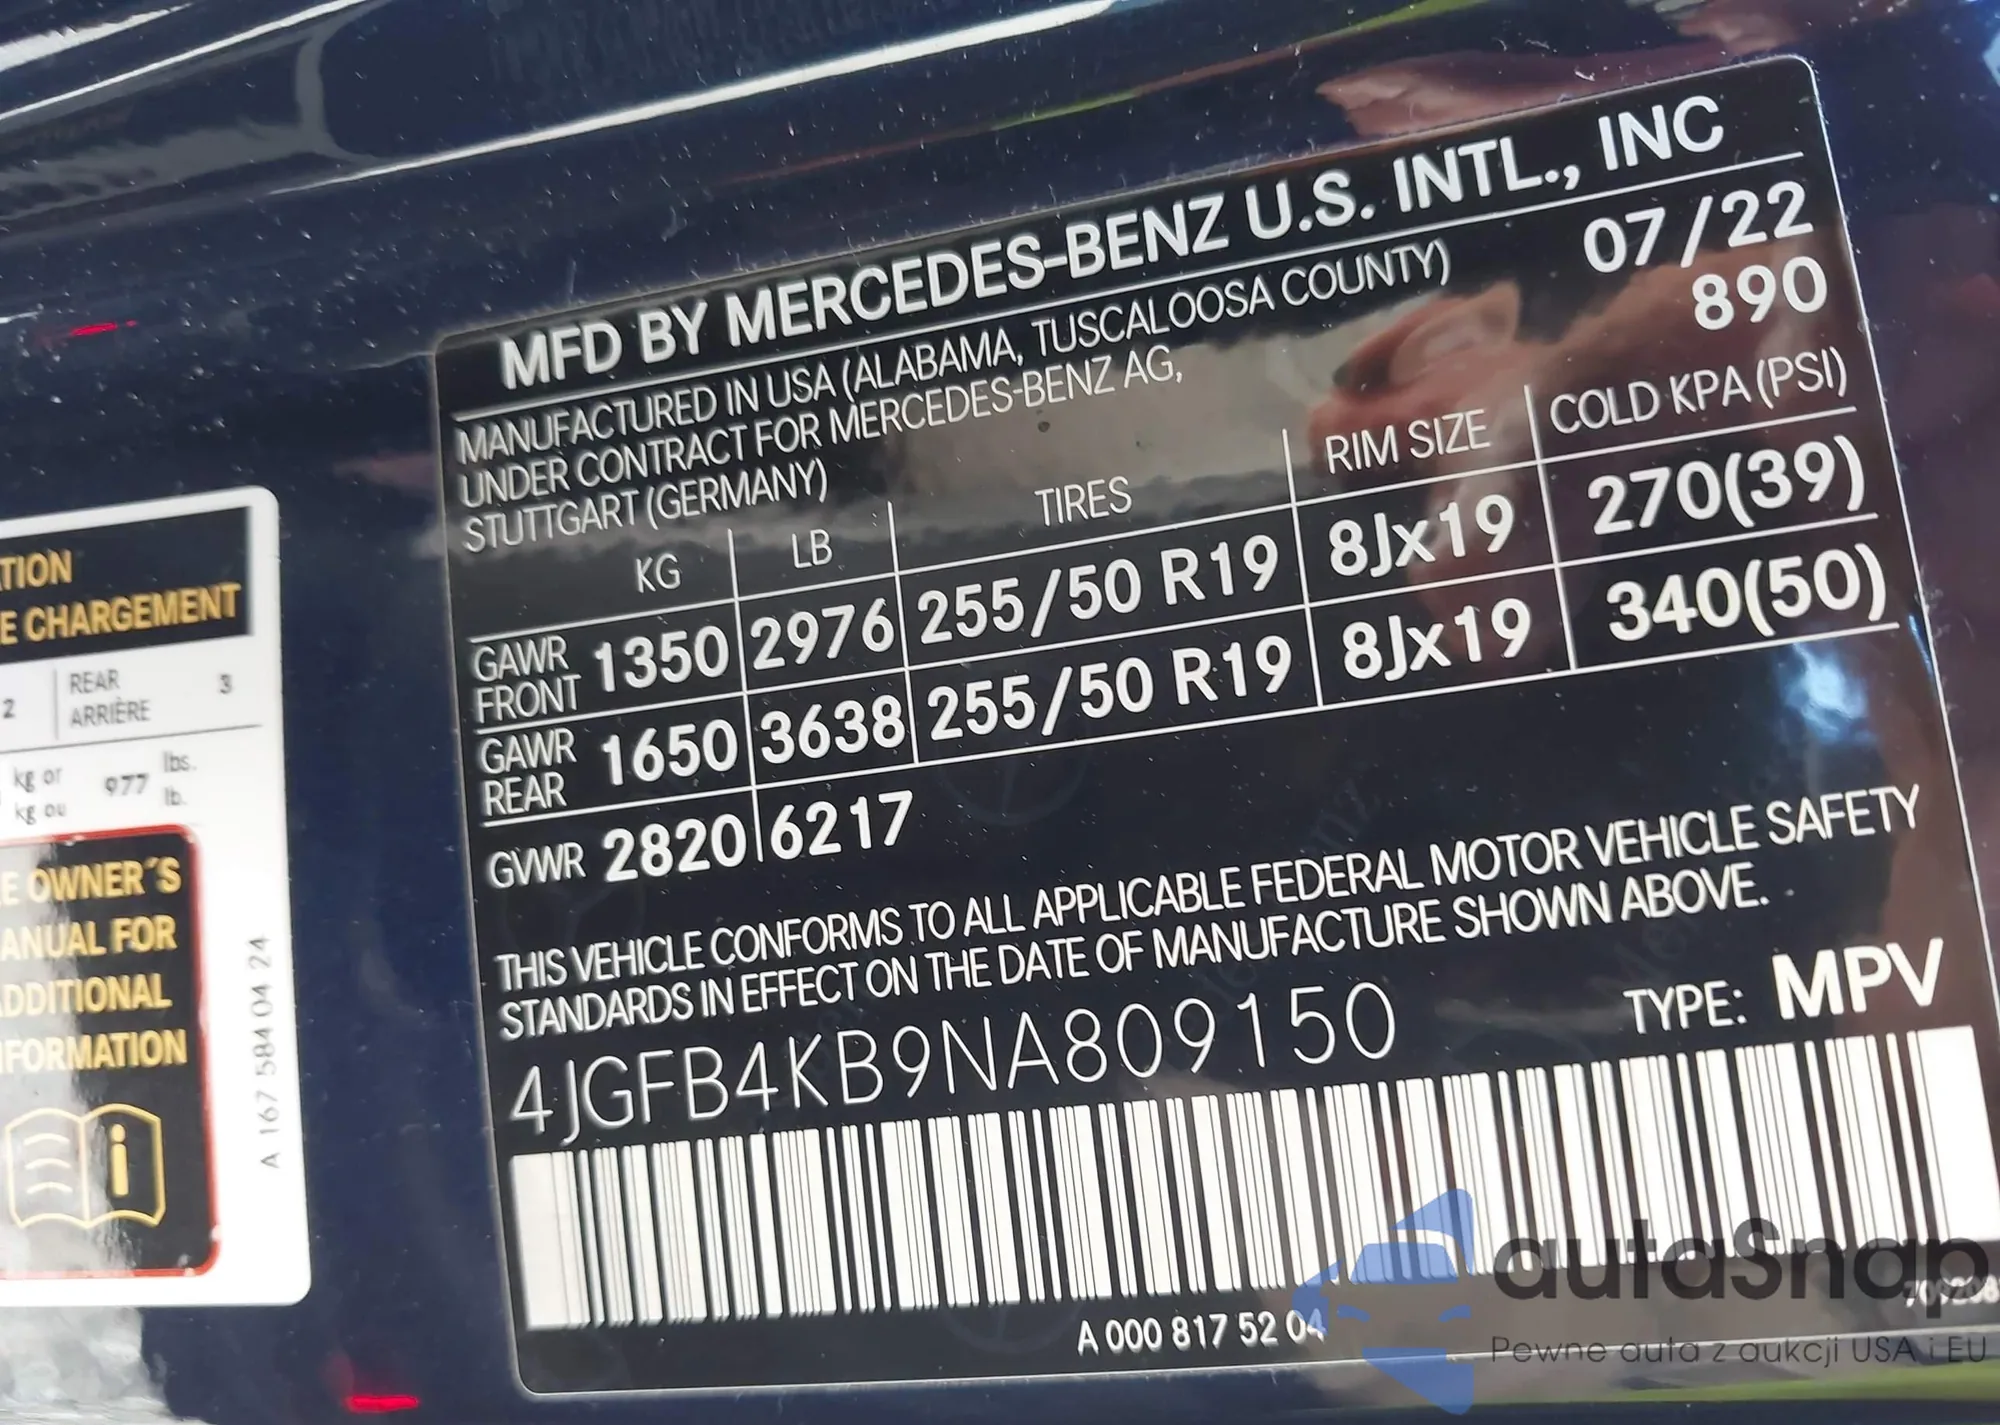 MFD BY MERCEDES-BENZ U.S. INTL., INC
MANUFACTURED IN USA (ALABAMA, TUSCALOOSA COUNTY) 07/22
UNDER CONTRACT FOR MERCEDES-BENZ AG, 890
STUTTGART (GERMANY)
KG LB TIRES RIM SIZE COLD KPA (PSI)
GAWR FRONT 1350 2976 255/50 R19 8Jx19 270(39)
GAWR REAR 1650 3638 255/50 R19 8Jx19 340(50)
GVWR 2820 6217
THIS VEHICLE CONFORMS TO ALL APPLICABLE FEDERAL MOTOR VEHICLE SAFETY
STANDARDS IN EFFECT ON THE DATE OF MANUFACTURE SHOWN ABOVE.
4JGFB4KB9NA809150 TYPE: MPV
A 000 817 52 04
TION
E CHARGEMENT
2 REAR 3
ARRIÈRE
kg or 977 lbs.
kg ou lb.
E OWNER´S
ANUAL FOR
DDITIONAL
FORMATION
A 167 584 04 24
autaSnap
Pewne auta z aukcji USA i EU